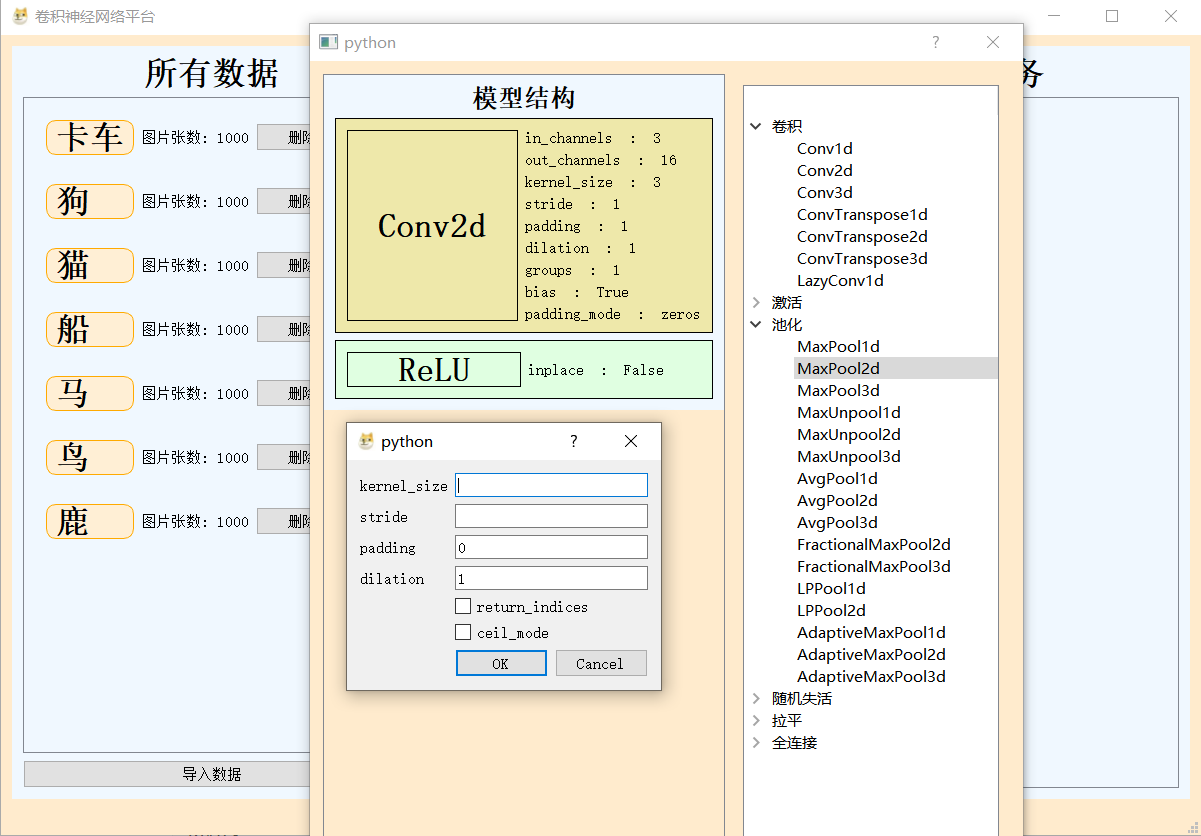 卷积神经网络平台
所有数据
务
卡车 图片张数：1000 删除
狗 图片张数：1000 删除
猫 图片张数：1000 删除
船 图片张数：1000 删除
马 图片张数：1000 删除
鸟 图片张数：1000 删除
鹿 图片张数：1000 删除
导入数据
python ?
模型结构
Conv2d
in_channels : 3
out_channels : 16
kernel_size : 3
stride : 1
padding : 1
dilation : 1
groups : 1
bias : True
padding_mode : zeros
ReLU inplace : False
python ?
kernel_size
stride
padding 0
dilation 1
return_indices
ceil_mode
OK Cancel
卷积
Conv1d
Conv2d
Conv3d
ConvTranspose1d
ConvTranspose2d
ConvTranspose3d
LazyConv1d
激活
池化
MaxPool1d
MaxPool2d
MaxPool3d
MaxUnpool1d
MaxUnpool2d
MaxUnpool3d
AvgPool1d
AvgPool2d
AvgPool3d
FractionalMaxPool2d
FractionalMaxPool3d
LPPool1d
LPPool2d
AdaptiveMaxPool1d
AdaptiveMaxPool2d
AdaptiveMaxPool3d
随机失活
拉平
全连接